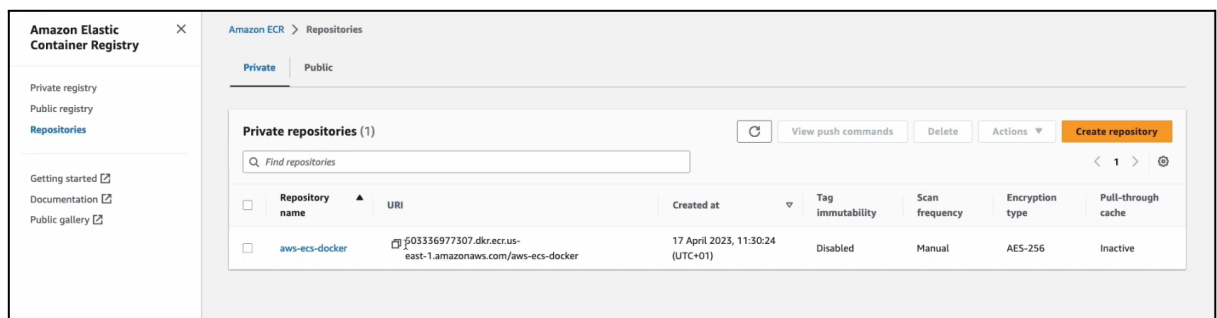 Amazon Elastic
Container Registry
Private registry
Public registry
Repositories
Getting started
Documentation
Public gallery
Amazon ECR > Repositories
Private
Public
Private repositories (1)
View push commands
Delete
Actions
Create repository
Find repositories
1
Repository
name
URI
Created at
Tag
immutability
Scan
frequency
Encryption
type
Pull-through
cache
aws-ecs-docker
503336977307.dkr.ecr.us-
east-1.amazonaws.com/aws-ecs-docker
17 April 2023, 11:30:24
(UTC+01)
Disabled
Manual
AES-256
Inactive